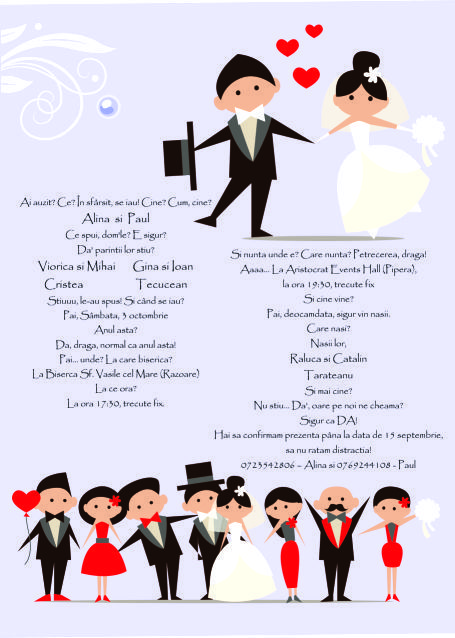 Ai auzit? Ce? În sfârsit, se iau! Cine? Cum, cine?
Alina si Paul
Ce spui, dom'le? E sigur?
Da' parintii lor stiu?
Viorica si Mihai Gina si Ioan
Cristea Tecucean
Stiuuu, le-au spus! Si când se iau?
Pai, Sâmbata, 3 octombrie
Anul asta?
Da, draga, normal ca anul asta!
Pai... unde? La care biserica?
La Biserca Sf. Vasile cel Mare (Razoare)
La ce ora?
La ora 17:30, trecute fix.
Si nunta unde e? Care nunta? Petrecerea, draga!
Aaaa... La Aristocrat Events Hall (Pipera),
la ora 19:30, trecute fix
Si cine vine?
Pai, deocamdata, sigur vin nasii.
Care nasi?
Nasii lor,
Raluca si Catalin
Tarateanu
Si mai cine?
Nu stiu... Da', oare pe noi ne cheama?
Sigur ca DA!
Hai sa confirmam prezenta pâna la data de 15 septembrie,
sa nu ratam distractia!
0723542806 – Alina si 0769244108 - Paul